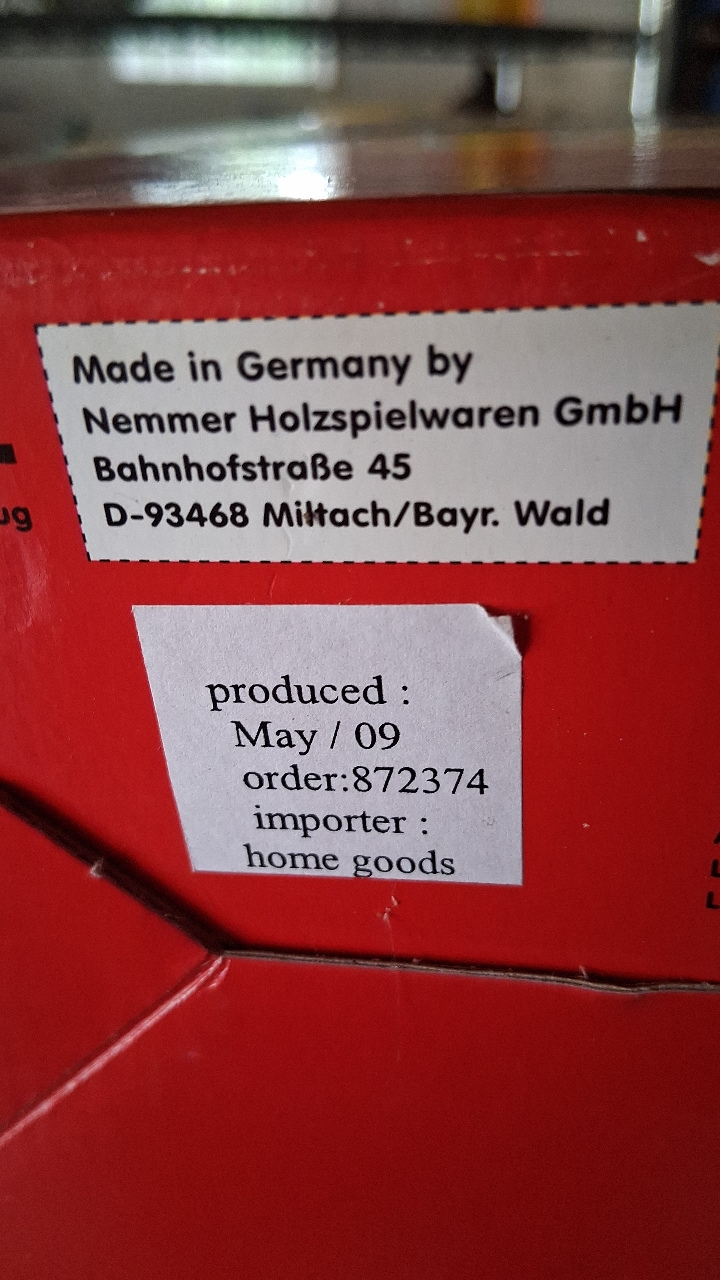 Made in Germany by
Nemmer Holzspielwaren GmbH
Bahnhofstraße 45
D-93468 Miltach/Bayr. Wald
produced :
May / 09
order:872374
importer :
home goods